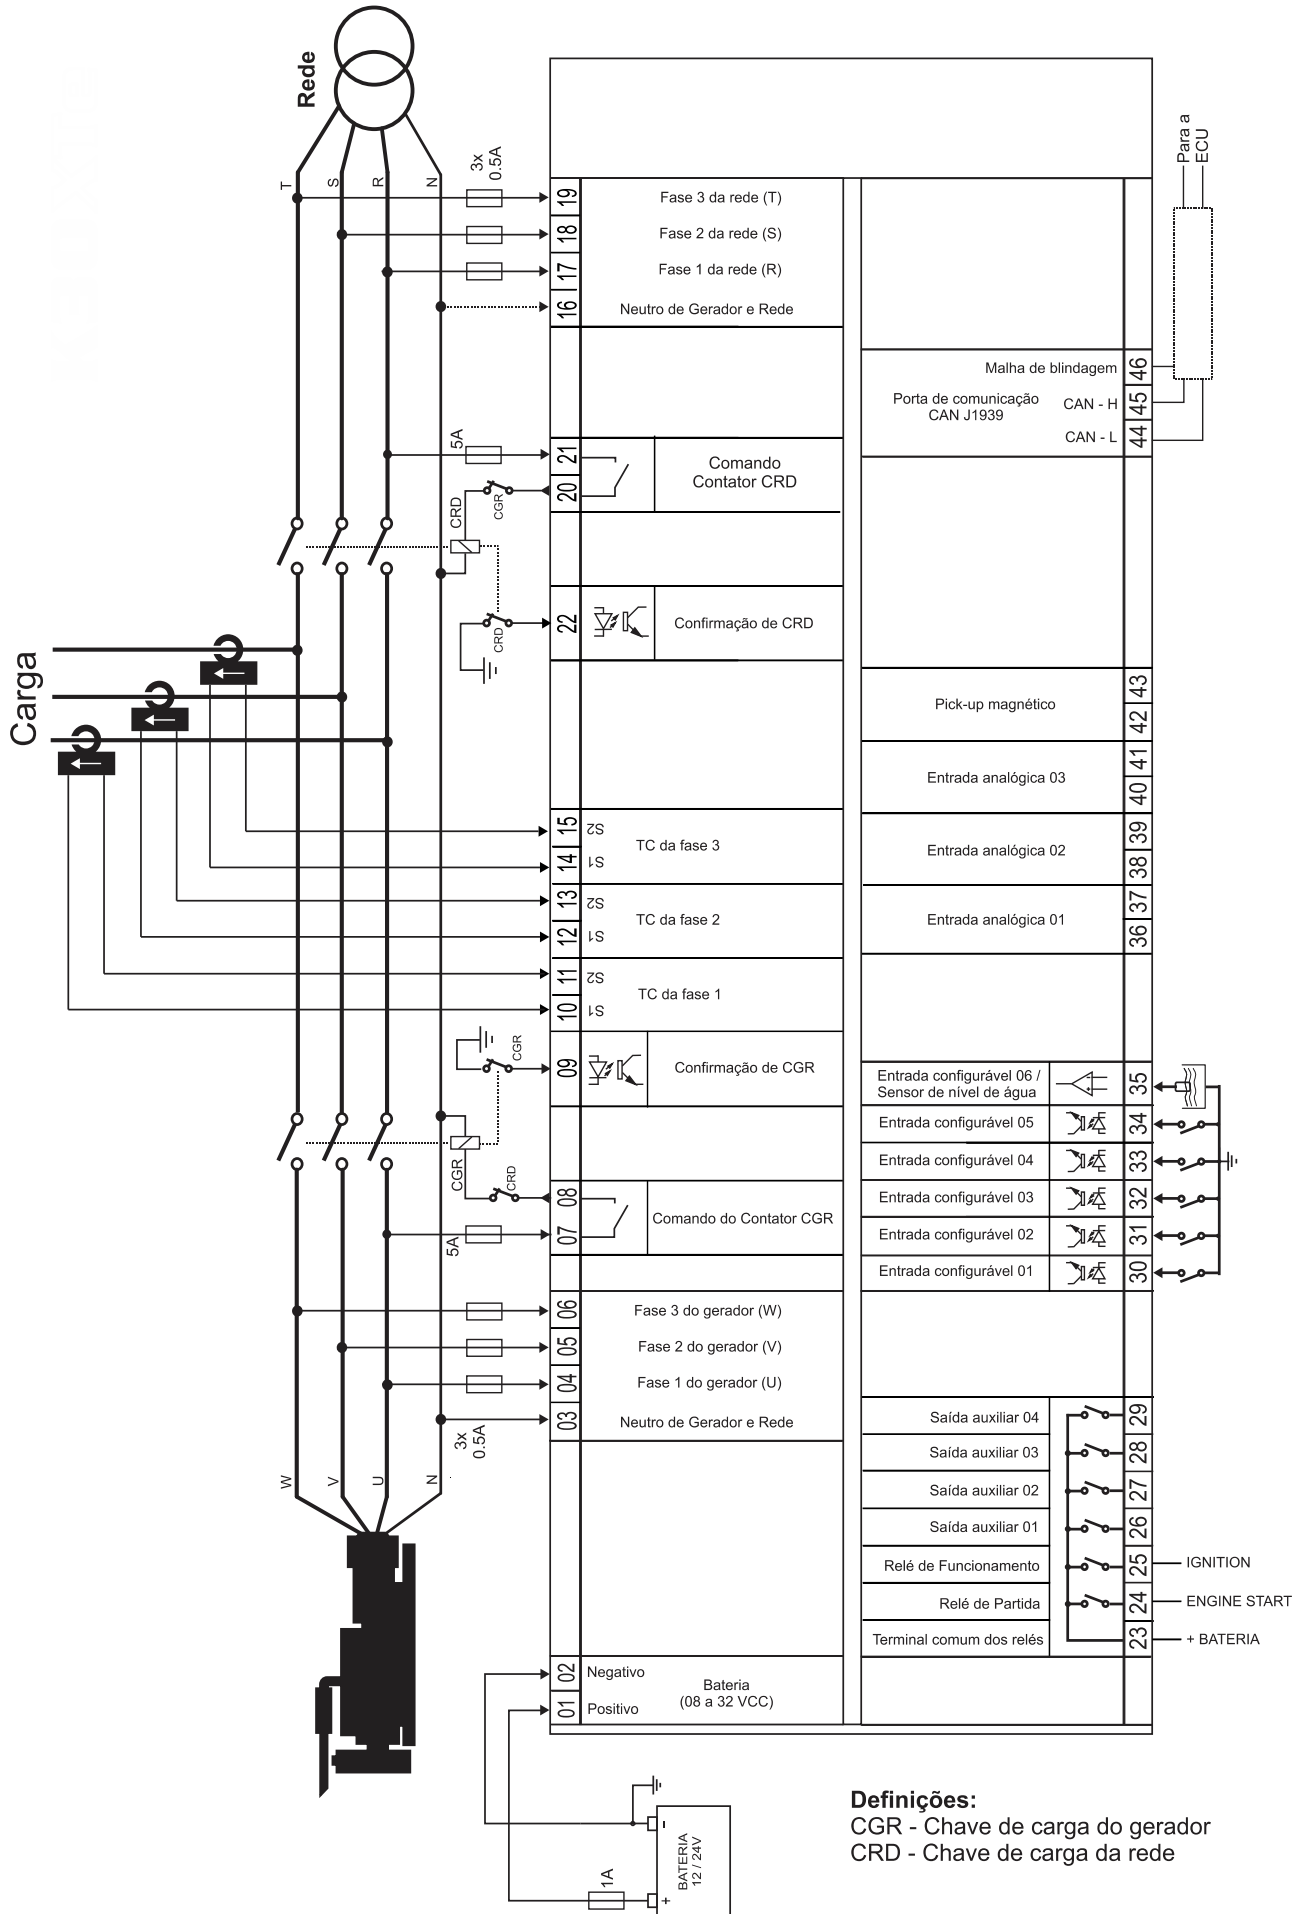 Rede
T
S
R
N
3x
0.5A
19
Fase 3 da rede (T)
18
Fase 2 da rede (S)
17
Fase 1 da rede (R)
16
Neutro de Gerador e Rede
5A
21
20
Comando
Contator CRD
CRD
CGR
22
Confirmação de CRD
CRD
Carga
15
S2
TC da fase 3
14
S1
13
S2
TC da fase 2
12
S1
11
S2
TC da fase 1
10
S1
CGR
09
Confirmação de CGR
CGR
CRD
08
07
Comando do Contator CGR
5A
06
Fase 3 do gerador (W)
05
Fase 2 do gerador (V)
04
Fase 1 do gerador (U)
03
Neutro de Gerador e Rede
3x
0.5A
W
V
U
N
02
Negativo
01
Positivo
Bateria
(08 a 32 VCC)
1A
-
+
BATERIA
12 / 24V
Para a
ECU
Malha de blindagem
46
Porta de comunicação
CAN J1939
CAN - H
45
CAN - L
44
Pick-up magnético
43
42
Entrada analógica 03
41
40
Entrada analógica 02
39
38
Entrada analógica 01
37
36
Entrada configurável 06 /
Sensor de nível de água
35
Entrada configurável 05
34
Entrada configurável 04
33
Entrada configurável 03
32
Entrada configurável 02
31
Entrada configurável 01
30
Saída auxiliar 04
29
Saída auxiliar 03
28
Saída auxiliar 02
27
Saída auxiliar 01
26
Relé de Funcionamento
25
IGNITION
Relé de Partida
24
ENGINE START
Terminal comum dos relés
23
+ BATERIA
Definições:
CGR - Chave de carga do gerador
CRD - Chave de carga da rede